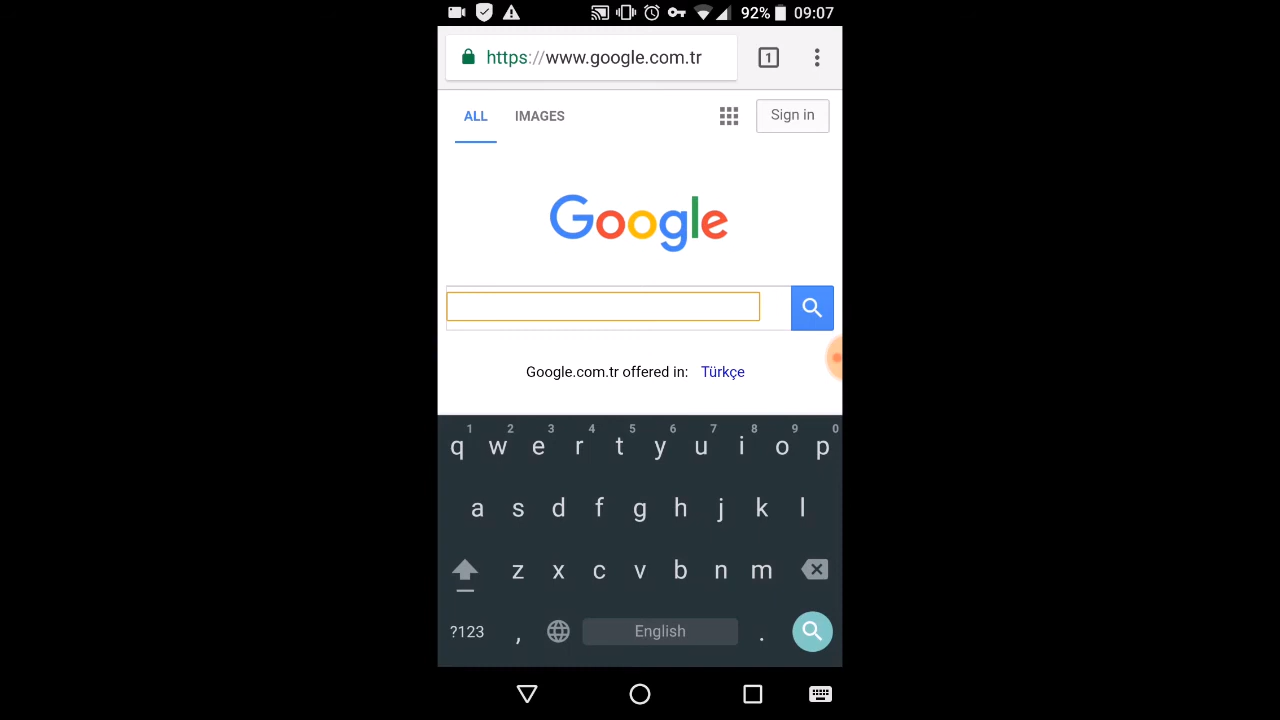 92% 09:07
https://www.google.com.tr 1
ALL IMAGES Sign in
Google
Google.com.tr offered in: Türkçe
1 2 3 4 5 6 7 8 9 0
q w e r t y u i o p
a s d f g h j k l
z x c v b n m
?123 , English .